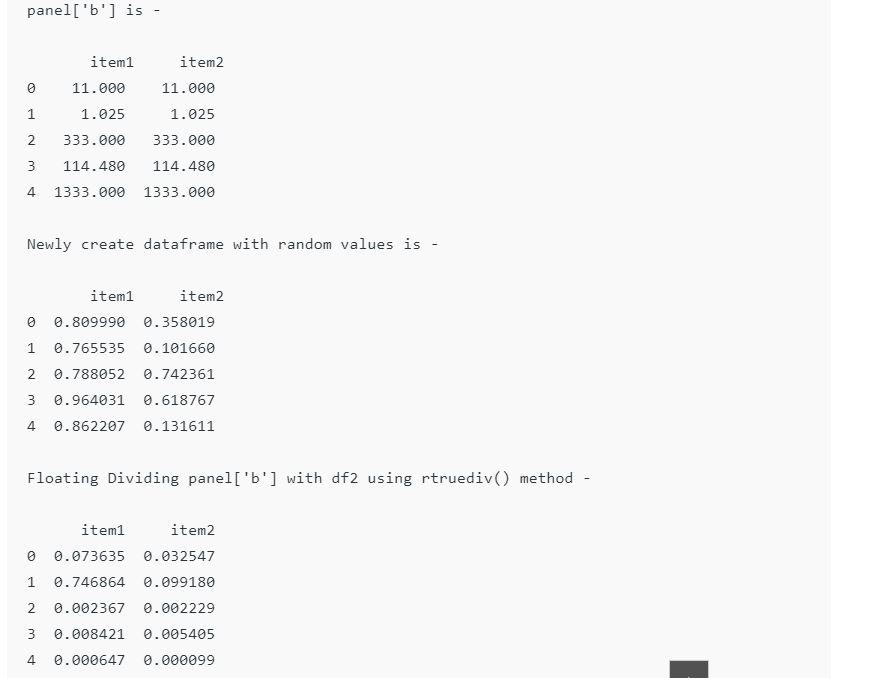 panel['b'] is -
item1 item2
0 11.000 11.000
1 1.025 1.025
2 333.000 333.000
3 114.480 114.480
4 1333.000 1333.000
Newly create dataframe with random values is -
item1 item2
0 0.809990 0.358019
1 0.765535 0.101660
2 0.788052 0.742361
3 0.964031 0.618767
4 0.862207 0.131611
Floating Dividing panel['b'] with df2 using rtruediv() method -
item1 item2
0 0.073635 0.032547
1 0.746864 0.099180
2 0.002367 0.002229
3 0.008421 0.005405
4 0.000647 0.000099